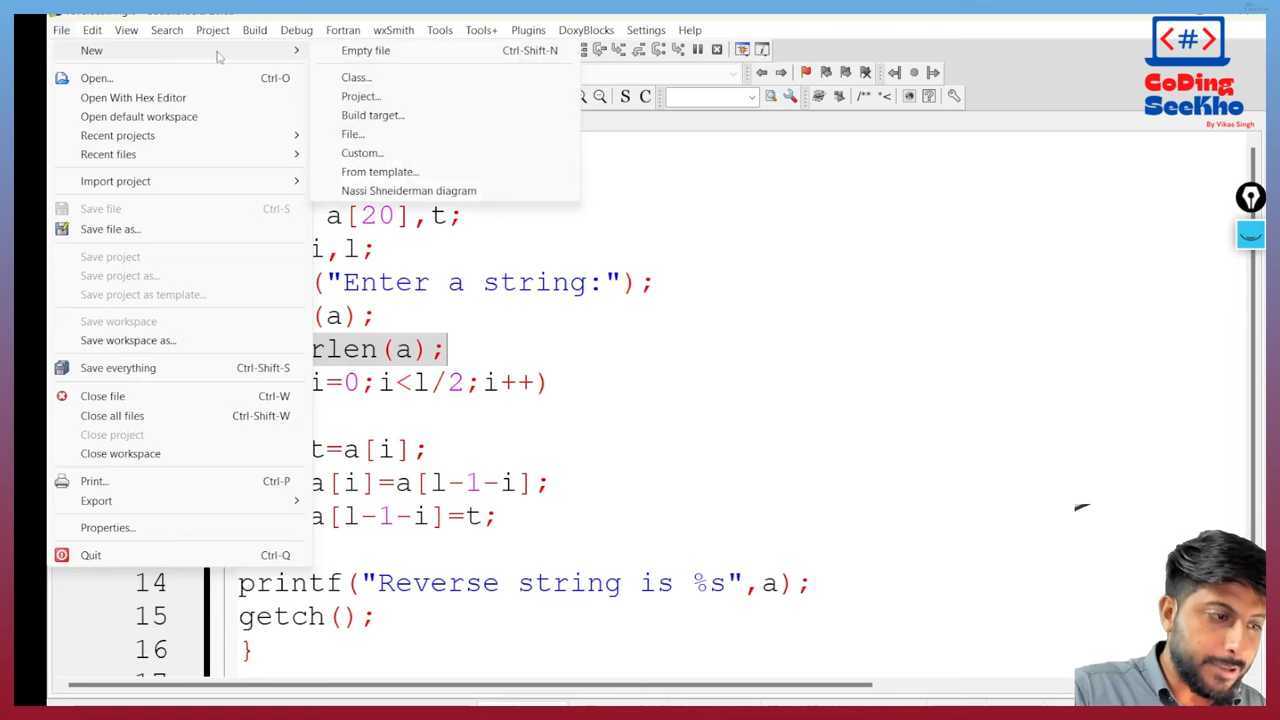 File Edit View Search Project Build Debug Fortran wxSmith Tools Tools+ Plugins DoxyBlocks Settings Help
New
Open... Ctrl-O
Open With Hex Editor
Open default workspace
Recent projects
Recent files
Import project
Save file Ctrl-S
Save file as...
Save project
Save project as...
Save project as template...
Save workspace
Save workspace as...
Save everything Ctrl-Shift-S
Close file Ctrl-W
Close all files Ctrl-Shift-W
Close project
Close workspace
Print... Ctrl-P
Export
Properties...
Quit Ctrl-Q
Empty file Ctrl-Shift-N
Class...
Project...
Build target...
File...
Custom...
From template...
Nassi Shneiderman diagram
S C /** *<
<#>
CoDing
SeeKho
By Vikas Singh
a[20],t;
i,l;
("Enter a string:");
(a);
rlen(a);
i=0;i<l/2;i++)
t=a[i];
a[i]=a[l-1-i];
a[l-1-i]=t;
14 printf("Reverse string is %s",a);
15 getch();
16 }